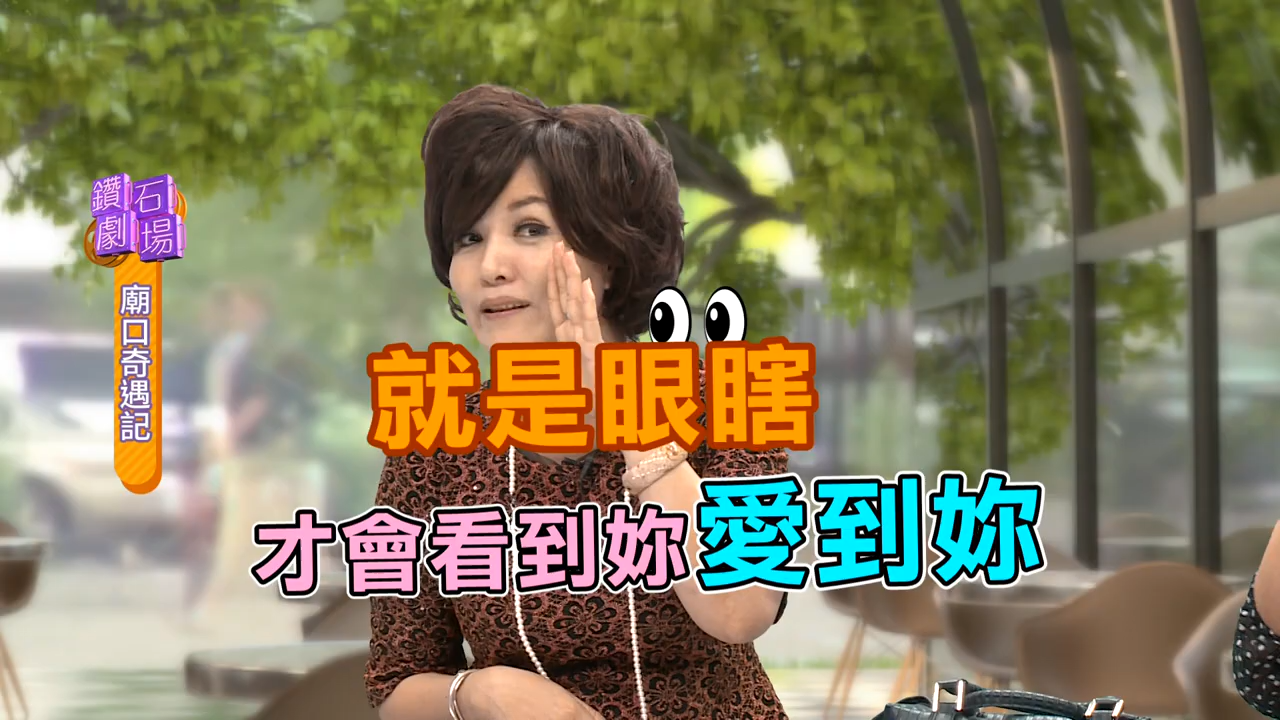 鑽石
劇場
廟口奇遇記
就是眼瞎
才會看到妳愛到妳